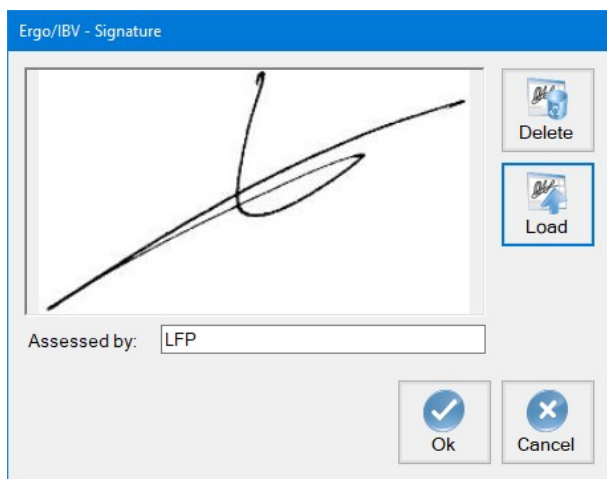 Ergo/IBV - Signature
Delete
Load
Assessed by: LFP
Ok Cancel